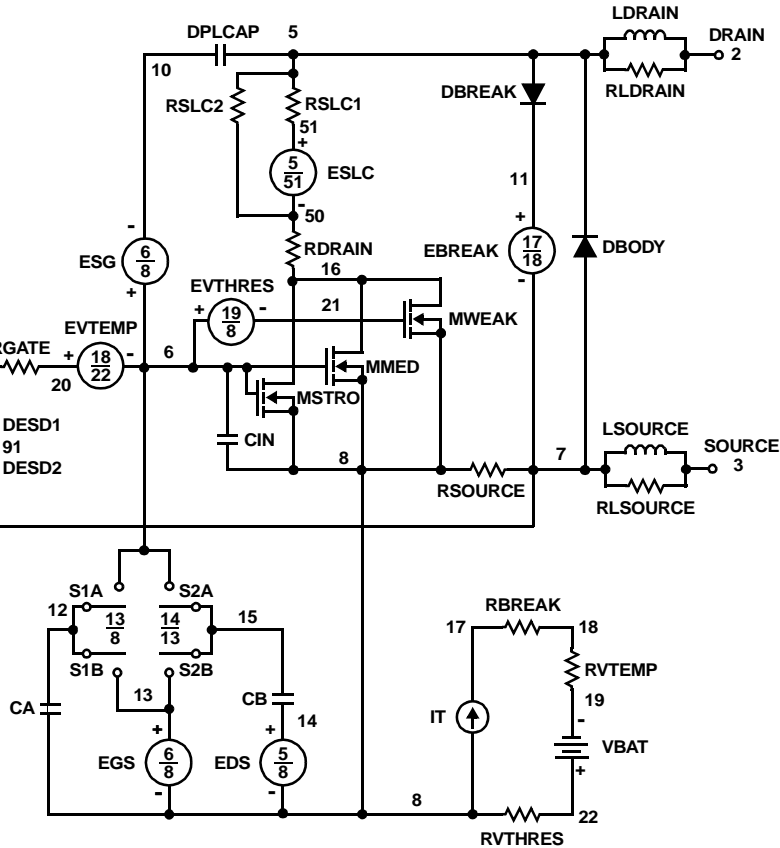 LDRAIN
DPLCAP 5 DRAIN
10 2
RSLC2 RSLC1 DBREAK RLDRAIN
51
+
5
51 ESLC
11
-
50
- +
ESG 6
8 RDRAIN EBREAK 17
18 DBODY
+ 16 -
EVTHRES
+ 19
8 - 21 MWEAK
EVTEMP
RGATE + 18
22 - 6 MMED
20 MSTRO
DESD1
91
DESD2
CIN
LSOURCE
8 7 SOURCE
3
RSOURCE
RLSOURCE
S1A S2A
12 13
8 14
13 15
S1B S2B
RBREAK
17 18
RVTEMP
13 CB 19
CA 14 IT -
+ + VBAT
EGS 6
8 EDS 5
8 +
- -
8 22
RVTHRES